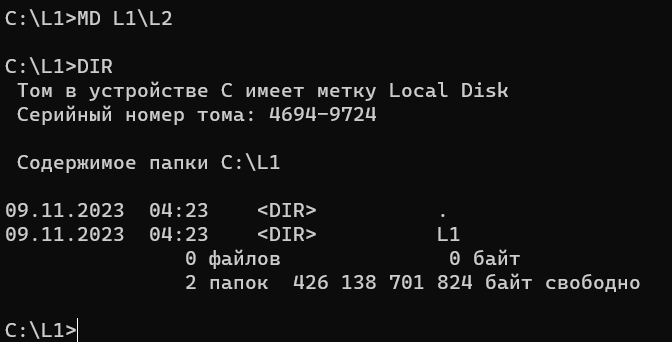 C:\L1>MD L1\L2
C:\L1>DIR
Том в устройстве C имеет метку Local Disk
Серийный номер тома: 4694-9724
Содержимое папки C:\L1
09.11.2023  04:23    <DIR>          .
09.11.2023  04:23    <DIR>          L1
0 файлов              0 байт
2 папок  426 138 701 824 байт свободно
C:\L1>